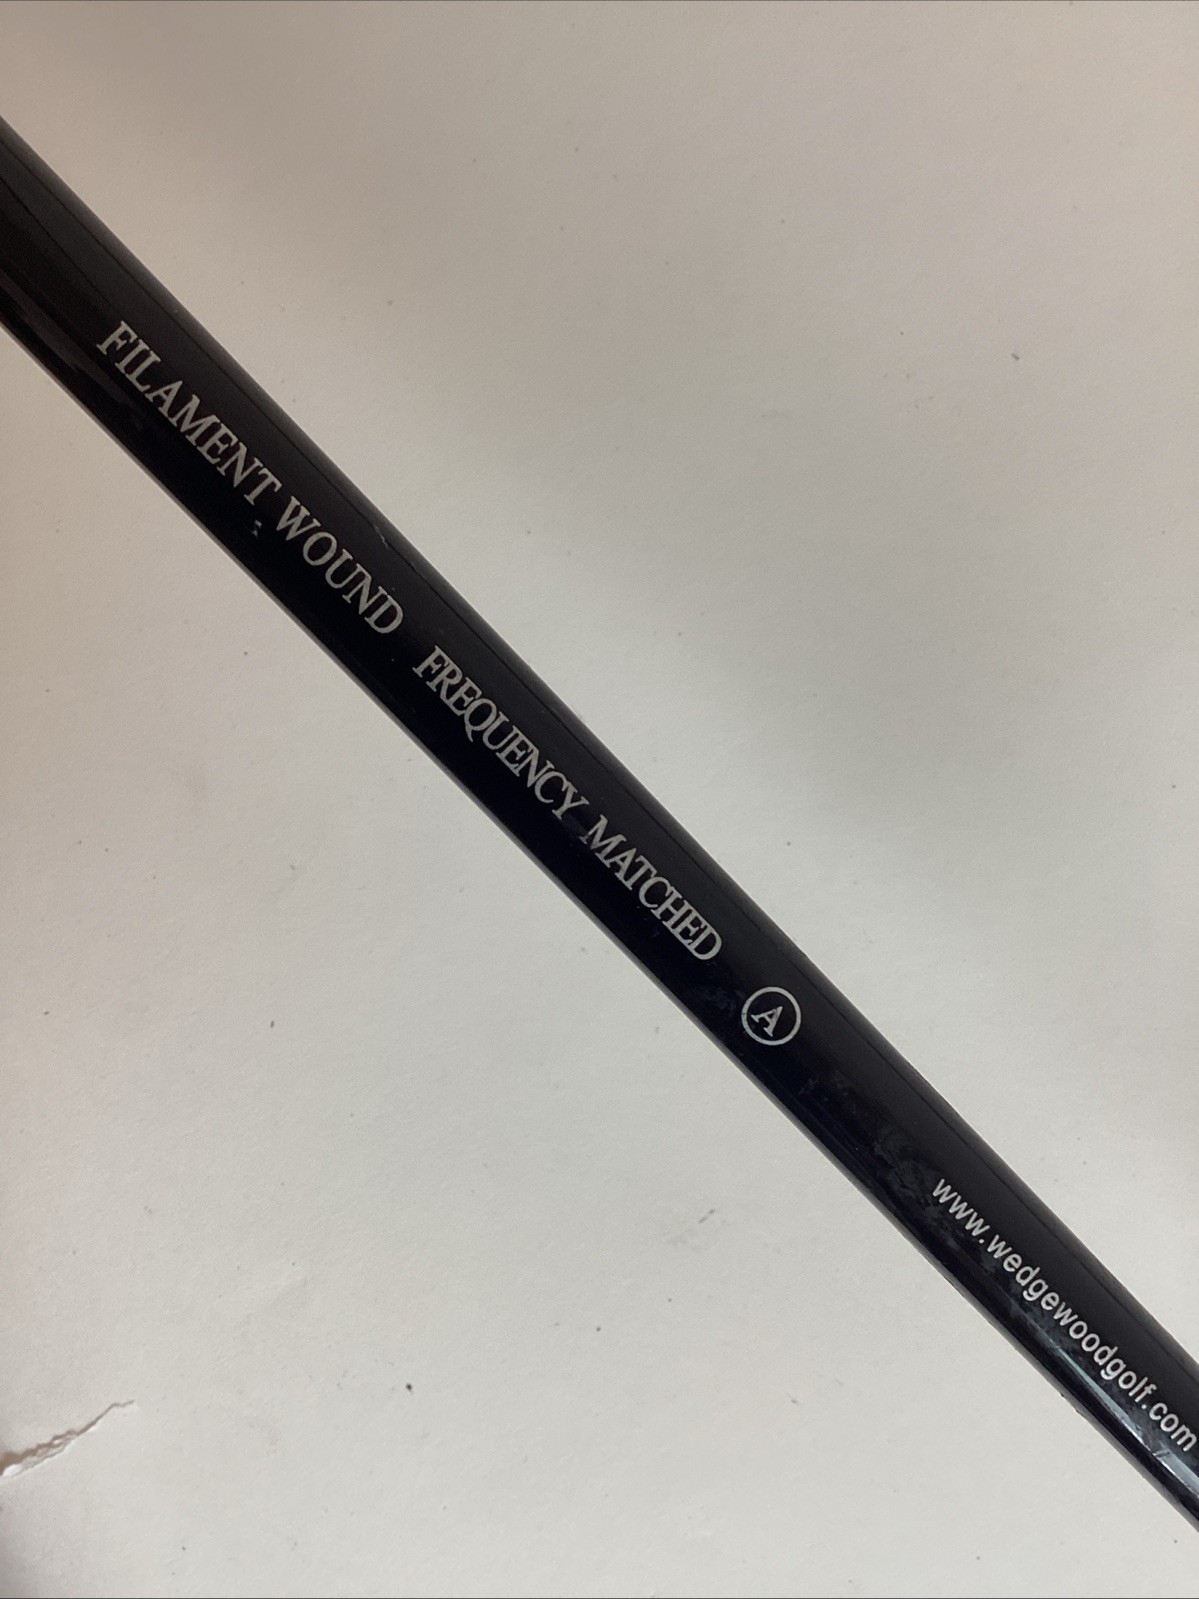 FILAMENT WOUND FREQUENCY MATCHED A
www.wedgewoodgolf.com